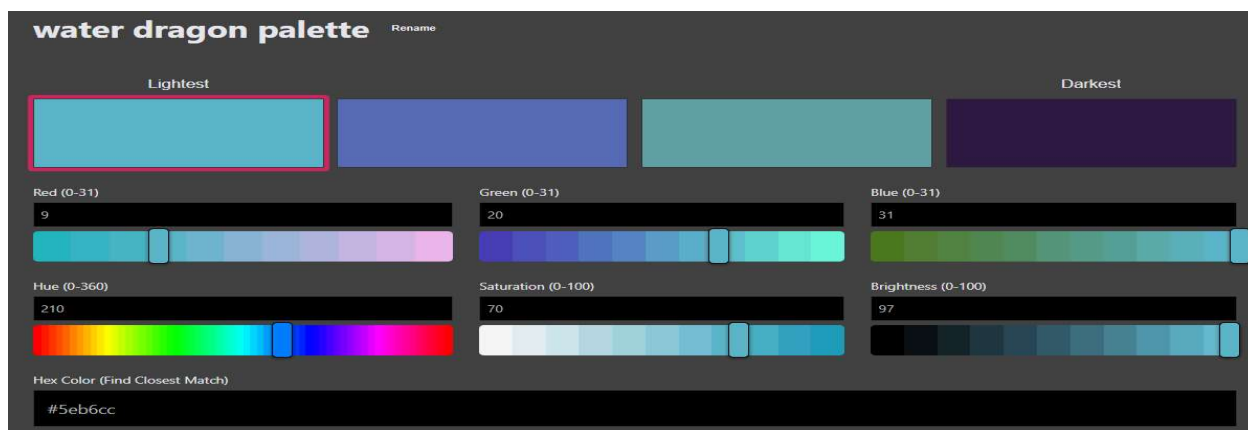 water dragon palette Rename
Lightest Darkest
Red (0-31) Green (0-31) Blue (0-31)
9 20 31
Hue (0-360) Saturation (0-100) Brightness (0-100)
210 70 97
Hex Color (Find Closest Match)
#5eb6cc